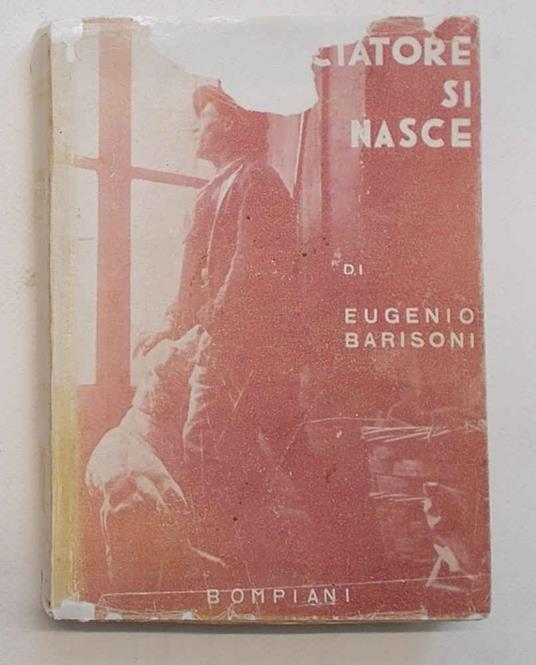 CIATORE
SI
NASCE
DI
EUGENIO
BARISONI
BOMPIANI